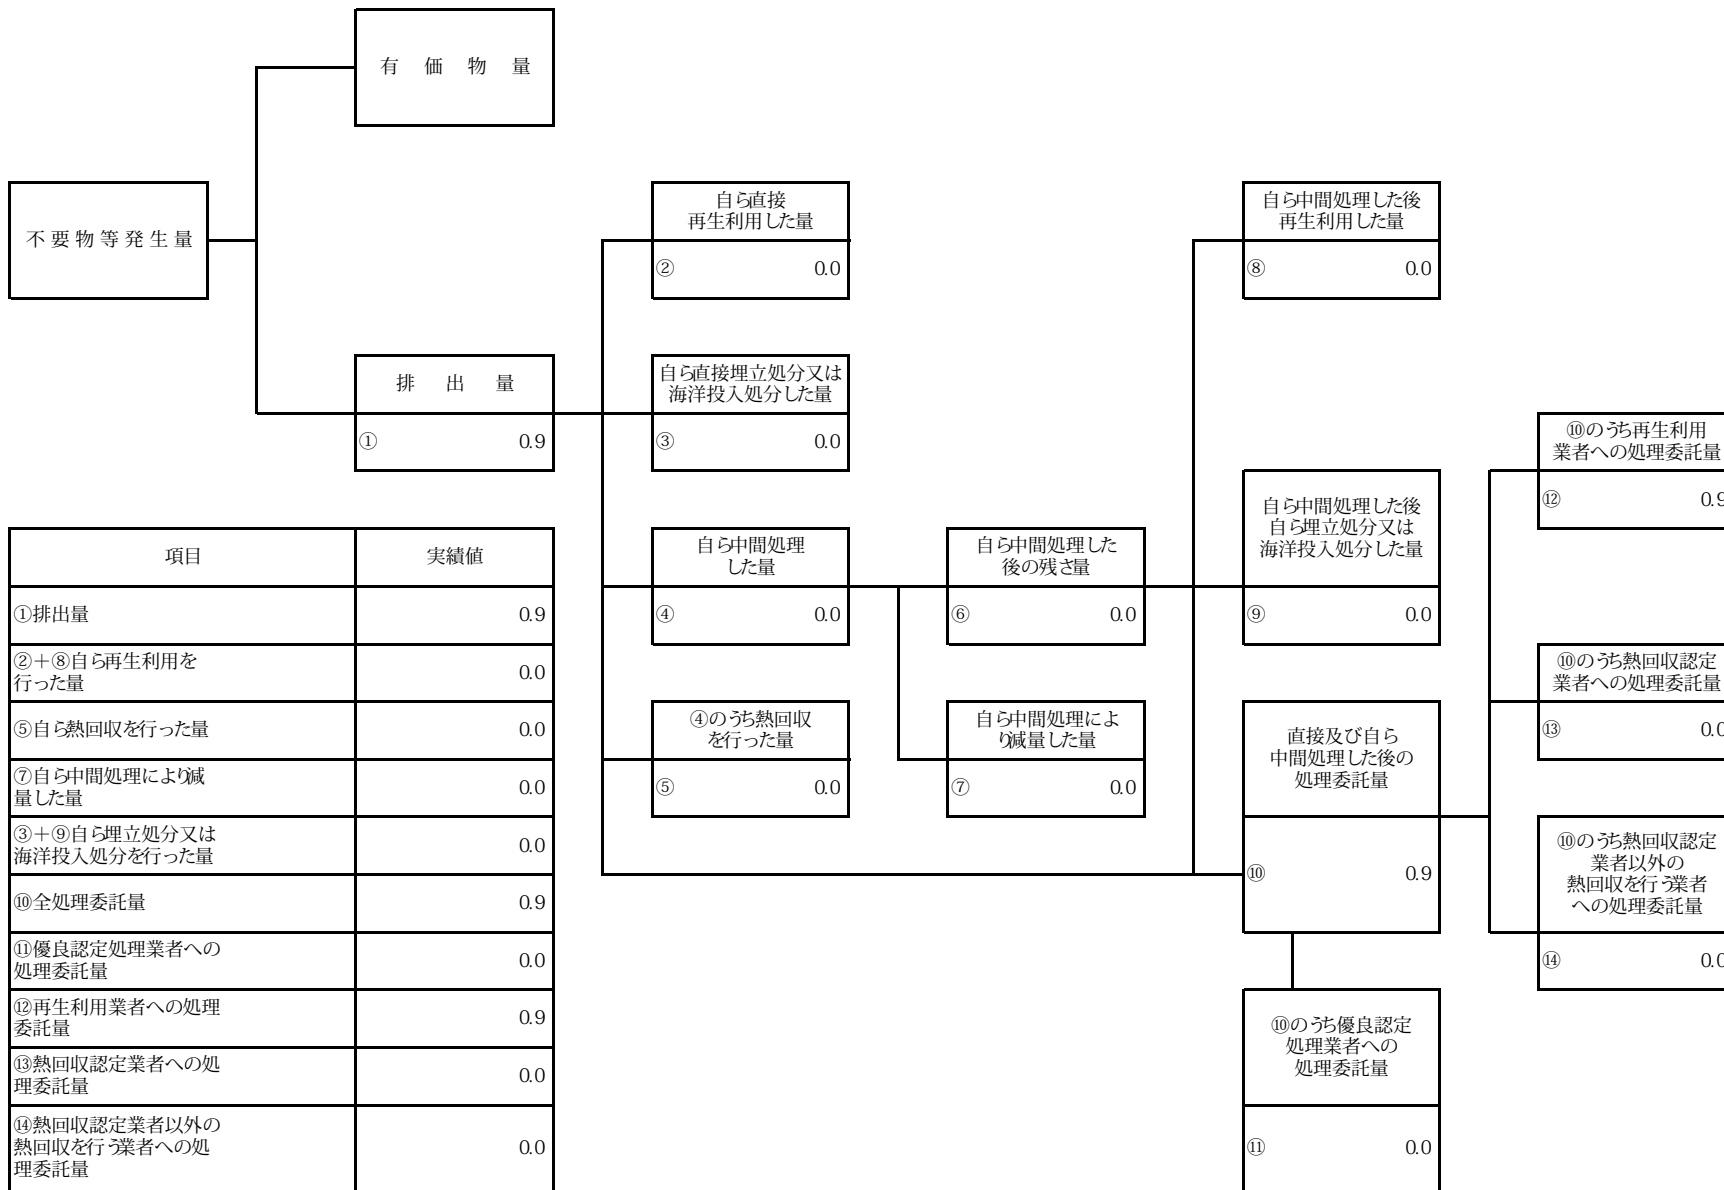 有価物量
不要物等発生量
自ら直接
再生利用した量
② 0.0
自ら中間処理した後
再生利用した量
⑧ 0.0
排出量
① 0.9
自ら直接埋立処分又は
海洋投入処分した量
③ 0.0
⑩のうち再生利用
業者への処理委託量
⑫ 0.9
自ら中間処理
した量
④ 0.0
自ら中間処理した
後の残さ量
⑥ 0.0
自ら中間処理した後
自ら埋立処分又は
海洋投入処分した量
⑨ 0.0
⑩のうち熱回収認定
業者への処理委託量
⑬ 0.0
④のうち熱回収
を行った量
⑤ 0.0
自ら中間処理によ
り減量した量
⑦ 0.0
直接及び自ら
中間処理した後の
処理委託量
⑩ 0.9
⑩のうち熱回収認定
業者以外の
熱回収を行う業者
への処理委託量
⑭ 0.0
⑩のうち優良認定
処理業者への
処理委託量
⑪ 0.0
項目 実績値
①排出量 0.9
②+⑧自ら再生利用を
行った量 0.0
⑤自ら熱回収を行った量 0.0
⑦自ら中間処理により減
量した量 0.0
③+⑨自ら埋立処分又は
海洋投入処分を行った量 0.0
⑩全処理委託量 0.9
⑪優良認定処理業者への
処理委託量 0.0
⑫再生利用業者への処理
委託量 0.9
⑬熱回収認定業者への処
理委託量 0.0
⑭熱回収認定業者以外の
熱回収を行う業者への処
理委託量 0.0